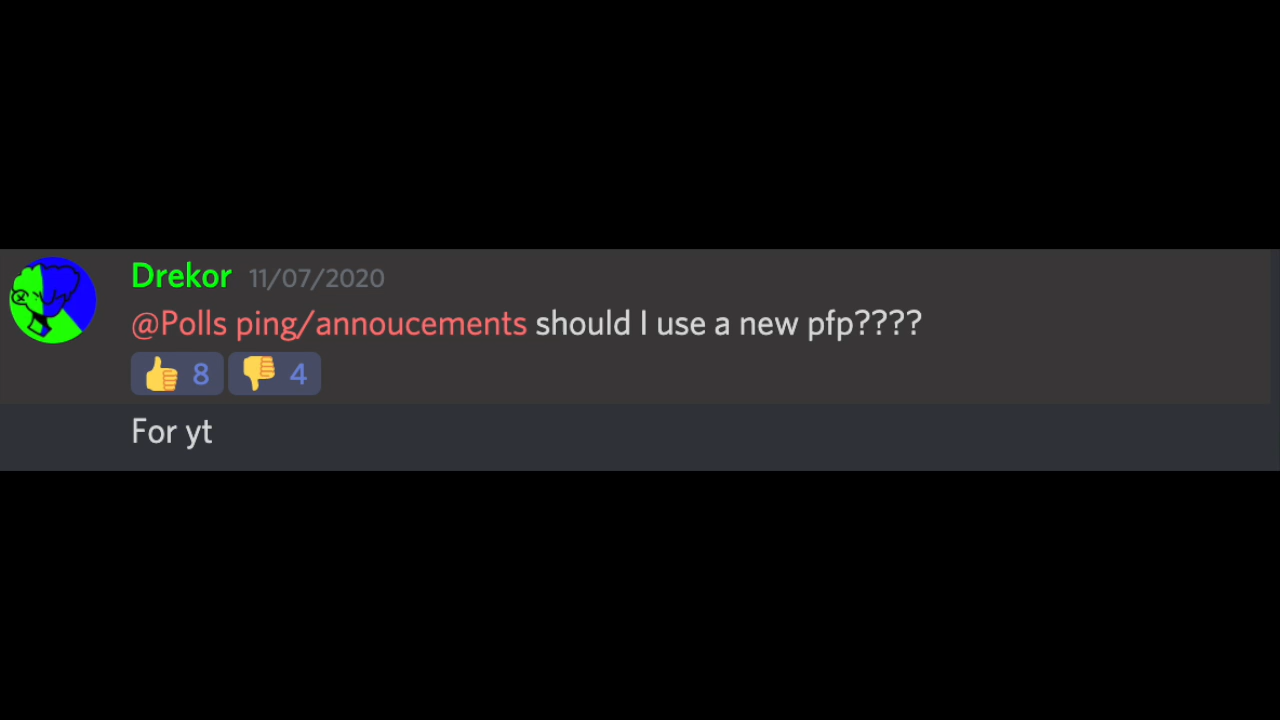 Drekor 11/07/2020
@Polls ping/annoucements should I use a new pfp????
👍 8 👎 4
For yt